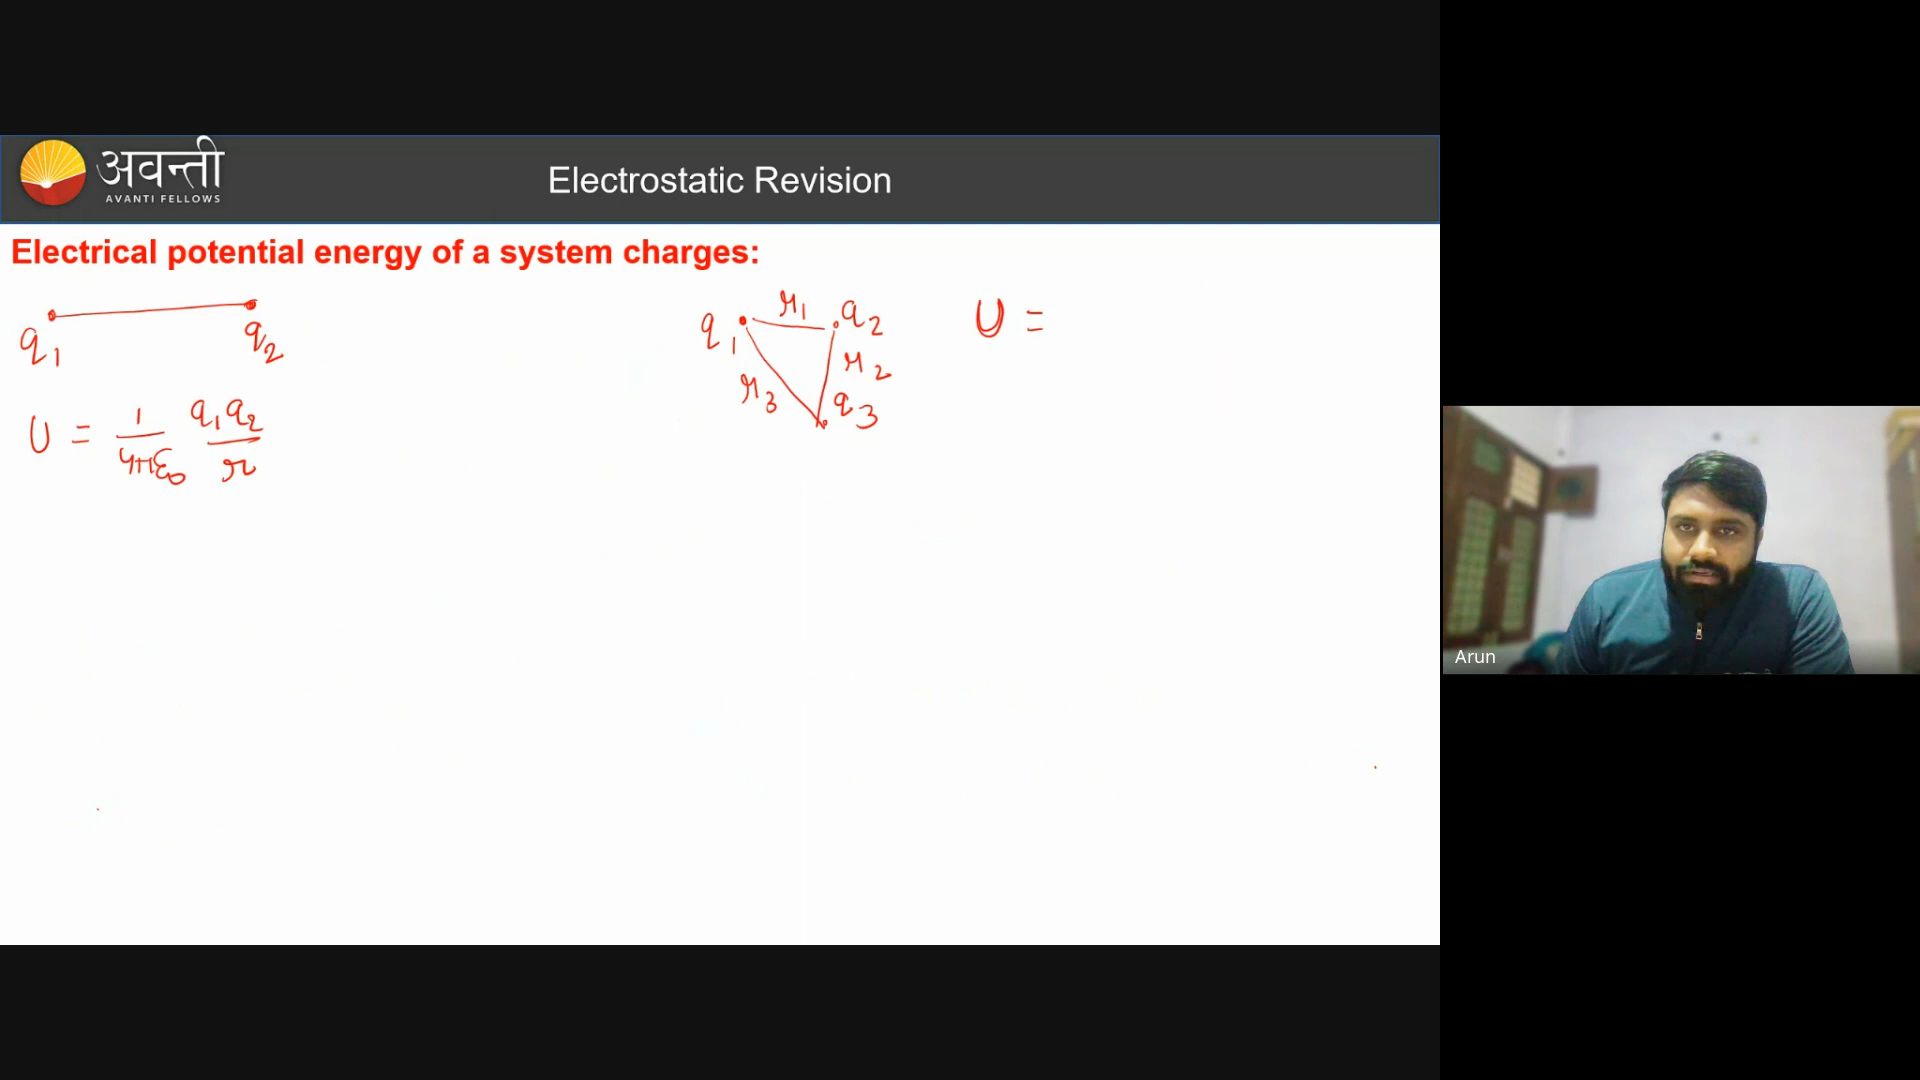 अवन्ती
AVANTI FELLOWS
Electrostatic Revision
Electrical potential energy of a system charges:
q₁ q₂
U = 1/4πε₀ q₁q₂/r
q₁ r₁ q₂
r₂
r₃ q₃
U =
Arun